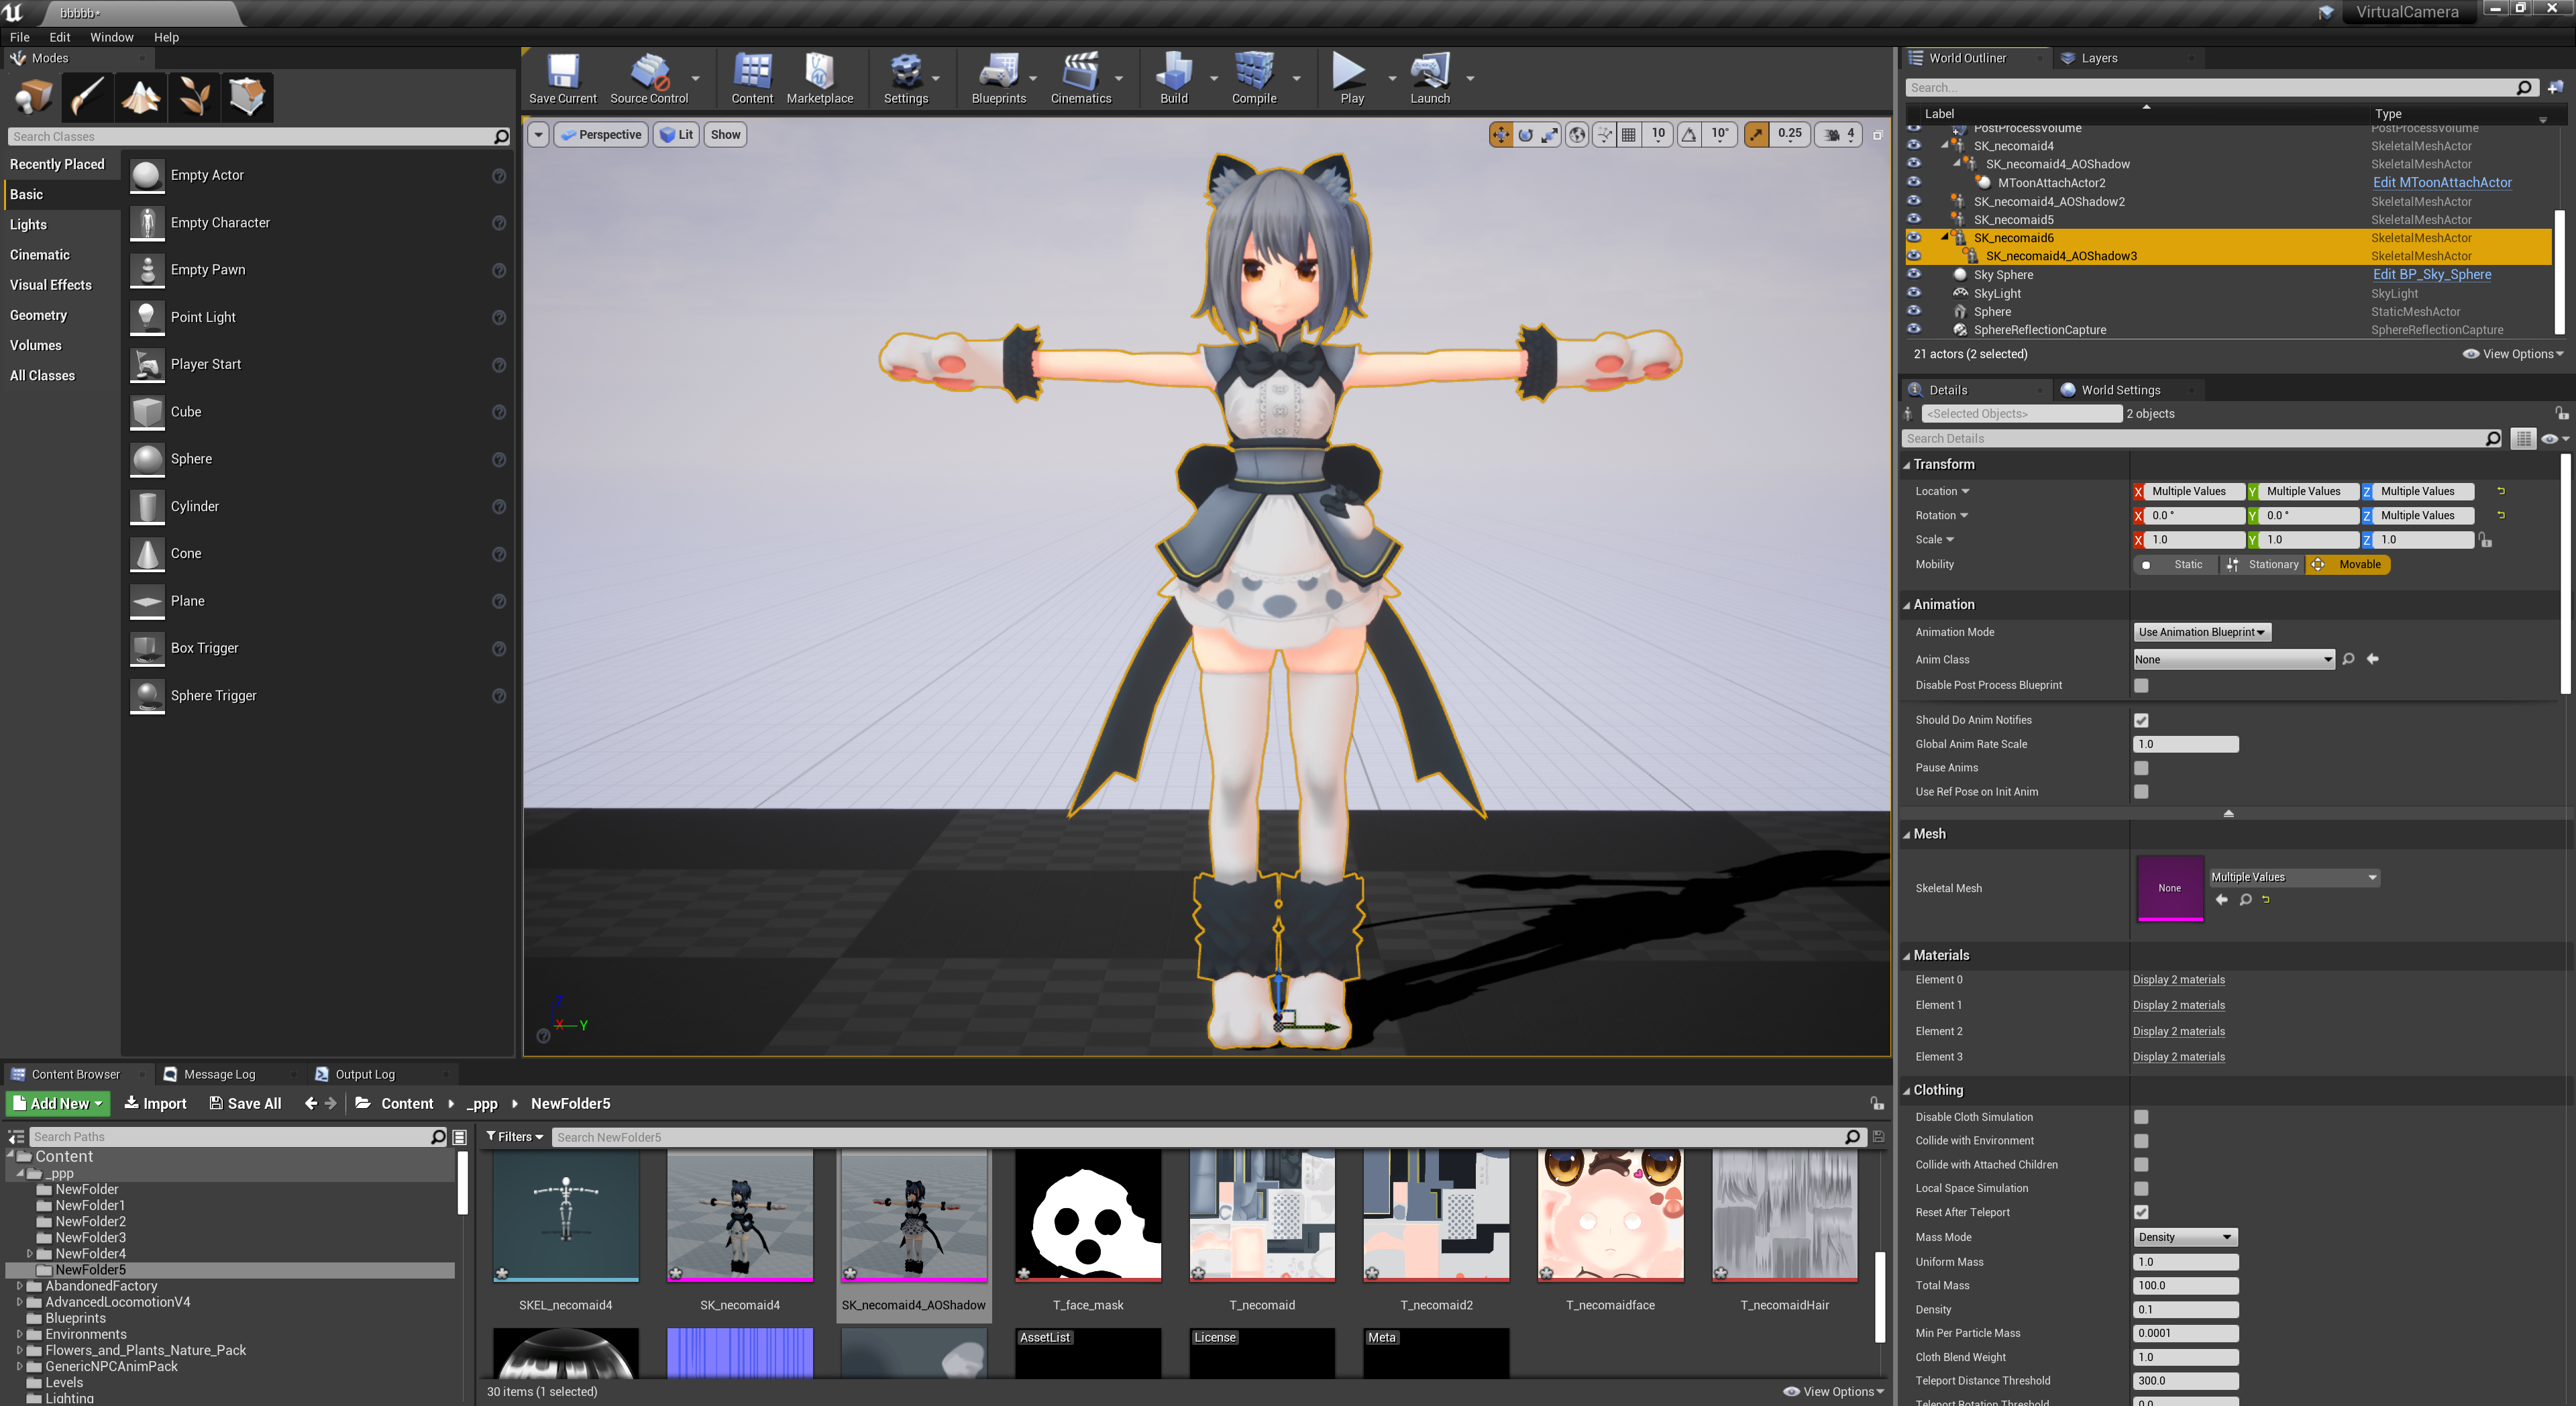 bbbbb*
VirtualCamera
File Edit Window Help
Modes
Search Classes
Recently Placed
Basic
Lights
Cinematic
Visual Effects
Geometry
Volumes
All Classes
Empty Actor
Empty Character
Empty Pawn
Point Light
Player Start
Cube
Sphere
Cylinder
Cone
Plane
Box Trigger
Sphere Trigger
Save Current Source Control Content Marketplace Settings Blueprints Cinematics Build Compile Play Launch
Perspective Lit Show
10 10° 0.25 4
Z
X Y
World Outliner Layers
Search...
Label Type
PostProcessVolume PostProcessVolume
SK_necomaid4 SkeletalMeshActor
SK_necomaid4_AOShadow SkeletalMeshActor
MToonAttachActor2 Edit MToonAttachActor
SK_necomaid4_AOShadow2 SkeletalMeshActor
SK_necomaid5 SkeletalMeshActor
SK_necomaid6 SkeletalMeshActor
SK_necomaid4_AOShadow3 SkeletalMeshActor
Sky Sphere Edit BP_Sky_Sphere
SkyLight SkyLight
Sphere StaticMeshActor
SphereReflectionCapture SphereReflectionCapture
21 actors (2 selected) View Options
Details World Settings
<Selected Objects> 2 objects
Search Details
Transform
Location X Multiple Values Y Multiple Values Z Multiple Values
Rotation X 0.0 ° Y 0.0 ° Z Multiple Values
Scale X 1.0 Y 1.0 Z 1.0
Mobility Static Stationary Movable
Animation
Animation Mode Use Animation Blueprint
Anim Class None
Disable Post Process Blueprint
Should Do Anim Notifies
Global Anim Rate Scale 1.0
Pause Anims
Use Ref Pose on Init Anim
Mesh
Skeletal Mesh None Multiple Values
Materials
Element 0 Display 2 materials
Element 1 Display 2 materials
Element 2 Display 2 materials
Element 3 Display 2 materials
Clothing
Disable Cloth Simulation
Collide with Environment
Collide with Attached Children
Local Space Simulation
Reset After Teleport
Mass Mode Density
Uniform Mass 1.0
Total Mass 100.0
Density 0.1
Min Per Particle Mass 0.0001
Cloth Blend Weight 1.0
Teleport Distance Threshold 300.0
Teleport Rotation Threshold 0.0
Content Browser Message Log Output Log
Add New Import Save All Content _ppp NewFolder5
Search Paths
Filters Search NewFolder5
Content
_ppp
NewFolder
NewFolder1
NewFolder2
NewFolder3
NewFolder4
NewFolder5
AbandonedFactory
AdvancedLocomotionV4
Blueprints
Environments
Flowers_and_Plants_Nature_Pack
GenericNPCAnimPack
Levels
Lighting
SKEL_necomaid4 SK_necomaid4 SK_necomaid4_AOShadow T_face_mask T_necomaid T_necomaid2 T_necomaidface T_necomaidHair
AssetList License Meta
30 items (1 selected) View Options